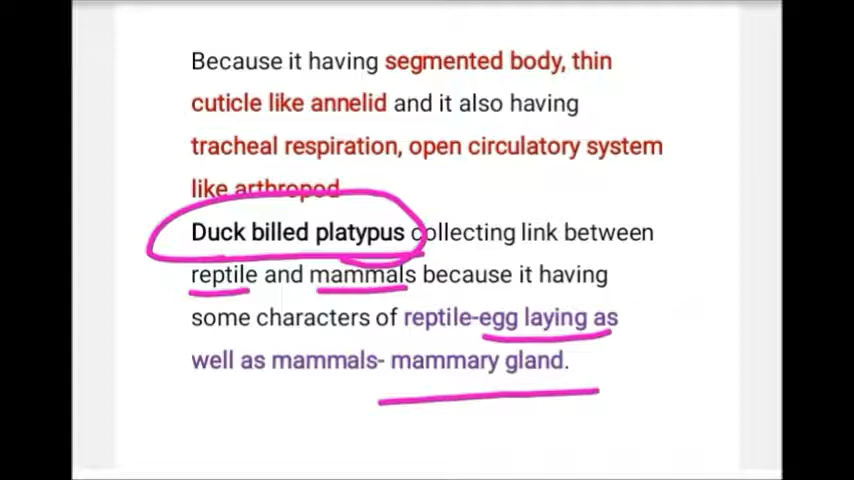 Because it having segmented body, thin
cuticle like annelid and it also having
tracheal respiration, open circulatory system
like arthropod
Duck billed platypus collecting link between
reptile and mammals because it having
some characters of reptile-egg laying as
well as mammals- mammary gland.